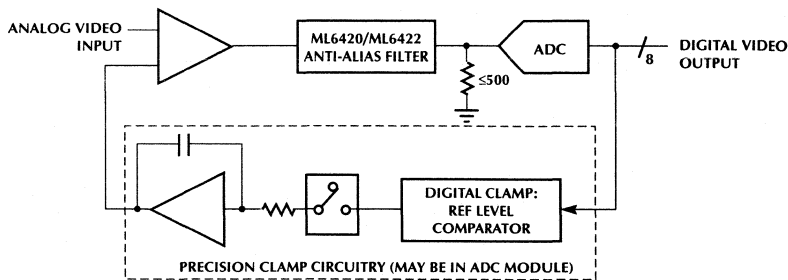 ANALOG VIDEO
INPUT
ML6420/ML6422
ANTI-ALIAS FILTER
≤500
ADC
8
DIGITAL VIDEO
OUTPUT
DIGITAL CLAMP:
REF LEVEL
COMPARATOR
PRECISION CLAMP CIRCUITRY (MAY BE IN ADC MODULE)